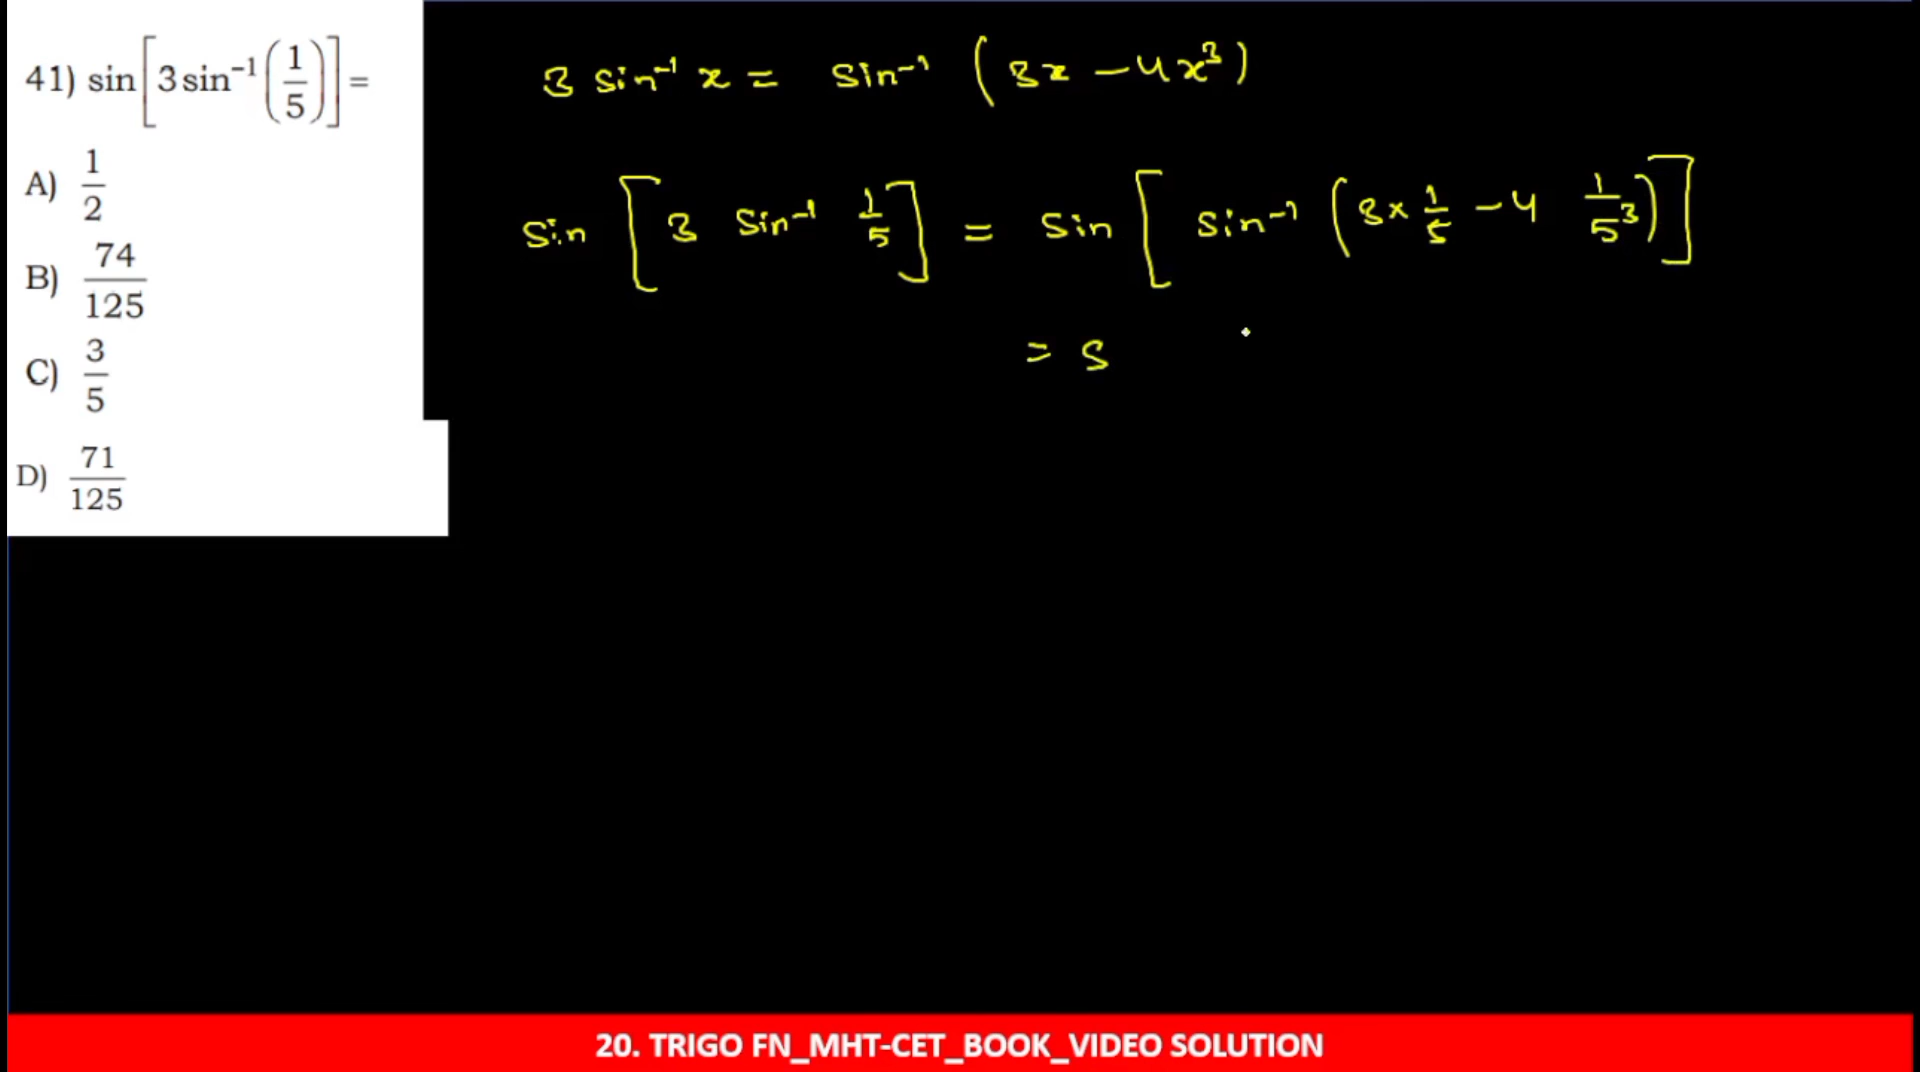 41) sin[3sin⁻¹(1/5)]=
A) 1/2
B) 74/125
C) 3/5
D) 71/125
3 sin⁻¹ x = sin⁻¹ (3x − 4x³)
sin [3 sin⁻¹ 1/5] = sin [sin⁻¹ (3 × 1/5 − 4 1/5³)]
= s
20. TRIGO FN_MHT-CET_BOOK_VIDEO SOLUTION